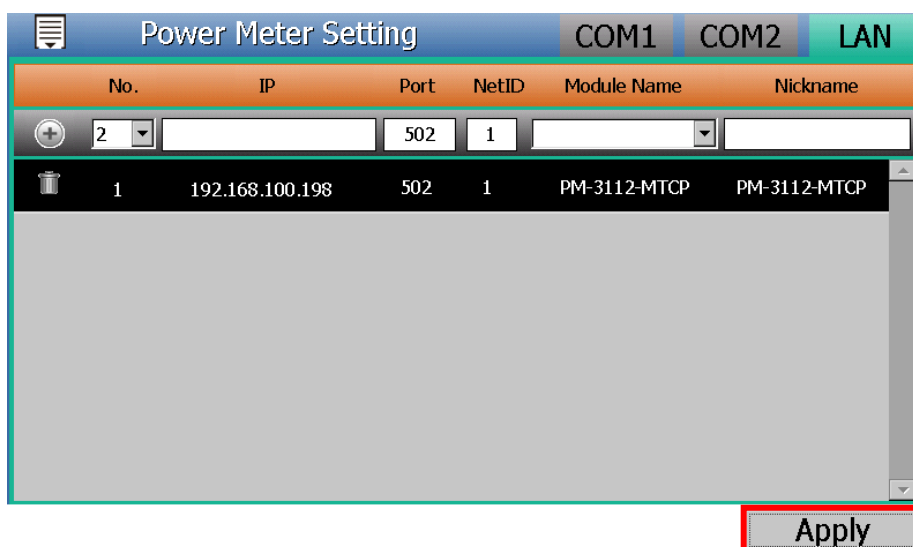 Power Meter Setting COM1 COM2 LAN
No. IP Port NetID Module Name Nickname
2 502 1
1 192.168.100.198 502 1 PM-3112-MTCP PM-3112-MTCP
Apply